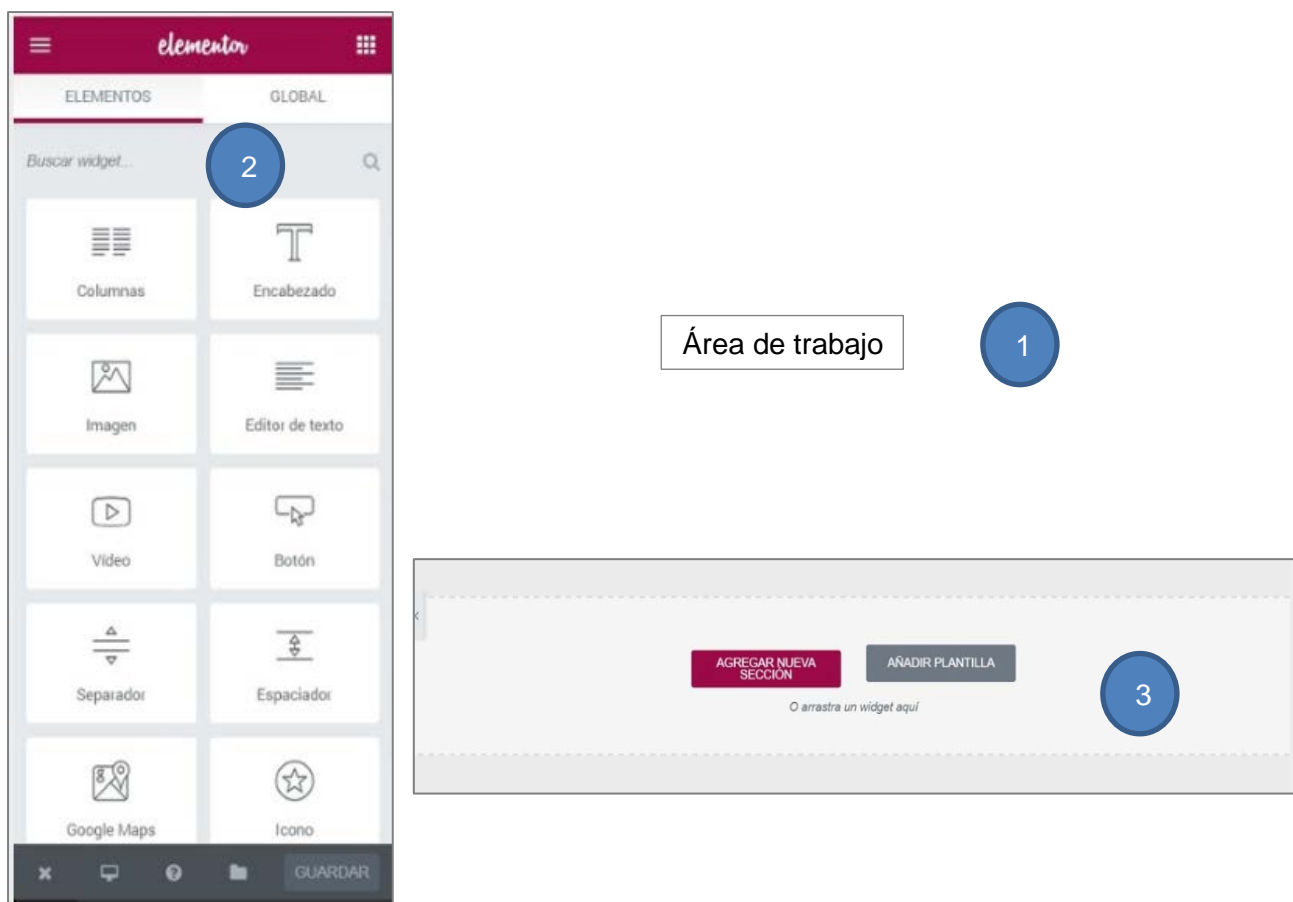 elementor
ELEMENTOS GLOBAL
Buscar widget...
2
Columnas Encabezado
Imagen Editor de texto
Vídeo Botón
Separador Espaciador
Google Maps Icono
GUARDAR
Área de trabajo 1
AGREGAR NUEVA
SECCIÓN
AÑADIR PLANTILLA
O arrastra un widget aquí
3